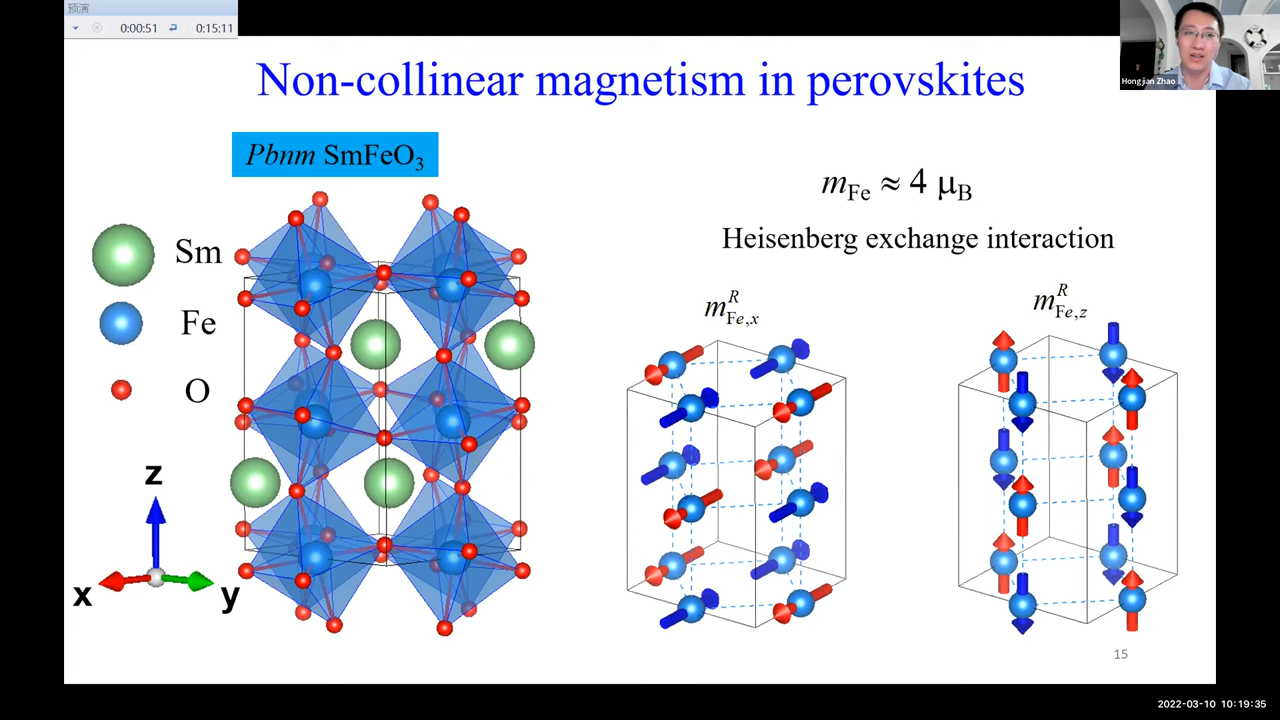 预演
0:00:51
0:15:11
Hongjian Zhao
Non-collinear magnetism in perovskites
Pbnm SmFeO₃
Sm
Fe
O
z
x
y
m_Fe ≈ 4 μ_B
Heisenberg exchange interaction
m^R_Fe,x
m^R_Fe,z
15
2022-03-10 10:19:35